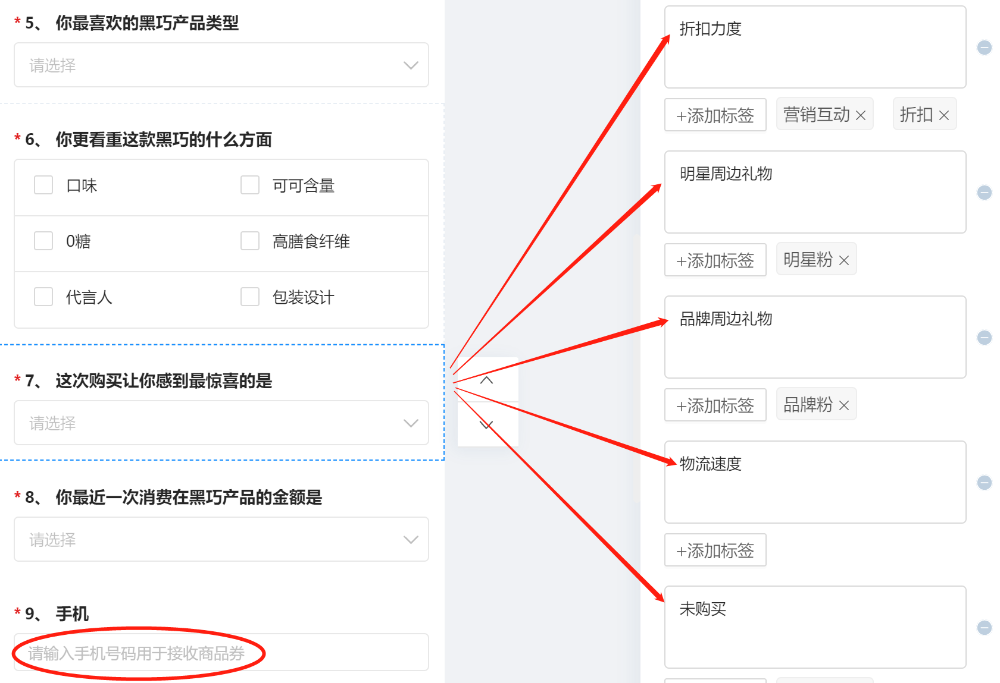 * 5、 你最喜欢的黑巧产品类型
请选择
* 6、 你更看重这款黑巧的什么方面
口味 可可含量
0糖 高膳食纤维
代言人 包装设计
* 7、 这次购买让你感到最惊喜的是
请选择
* 8、 你最近一次消费在黑巧产品的金额是
请选择
* 9、 手机
请输入手机号码用于接收商品券
折扣力度
+添加标签 营销互动 × 折扣 ×
明星周边礼物
+添加标签 明星粉 ×
品牌周边礼物
+添加标签 品牌粉 ×
物流速度
+添加标签
未购买